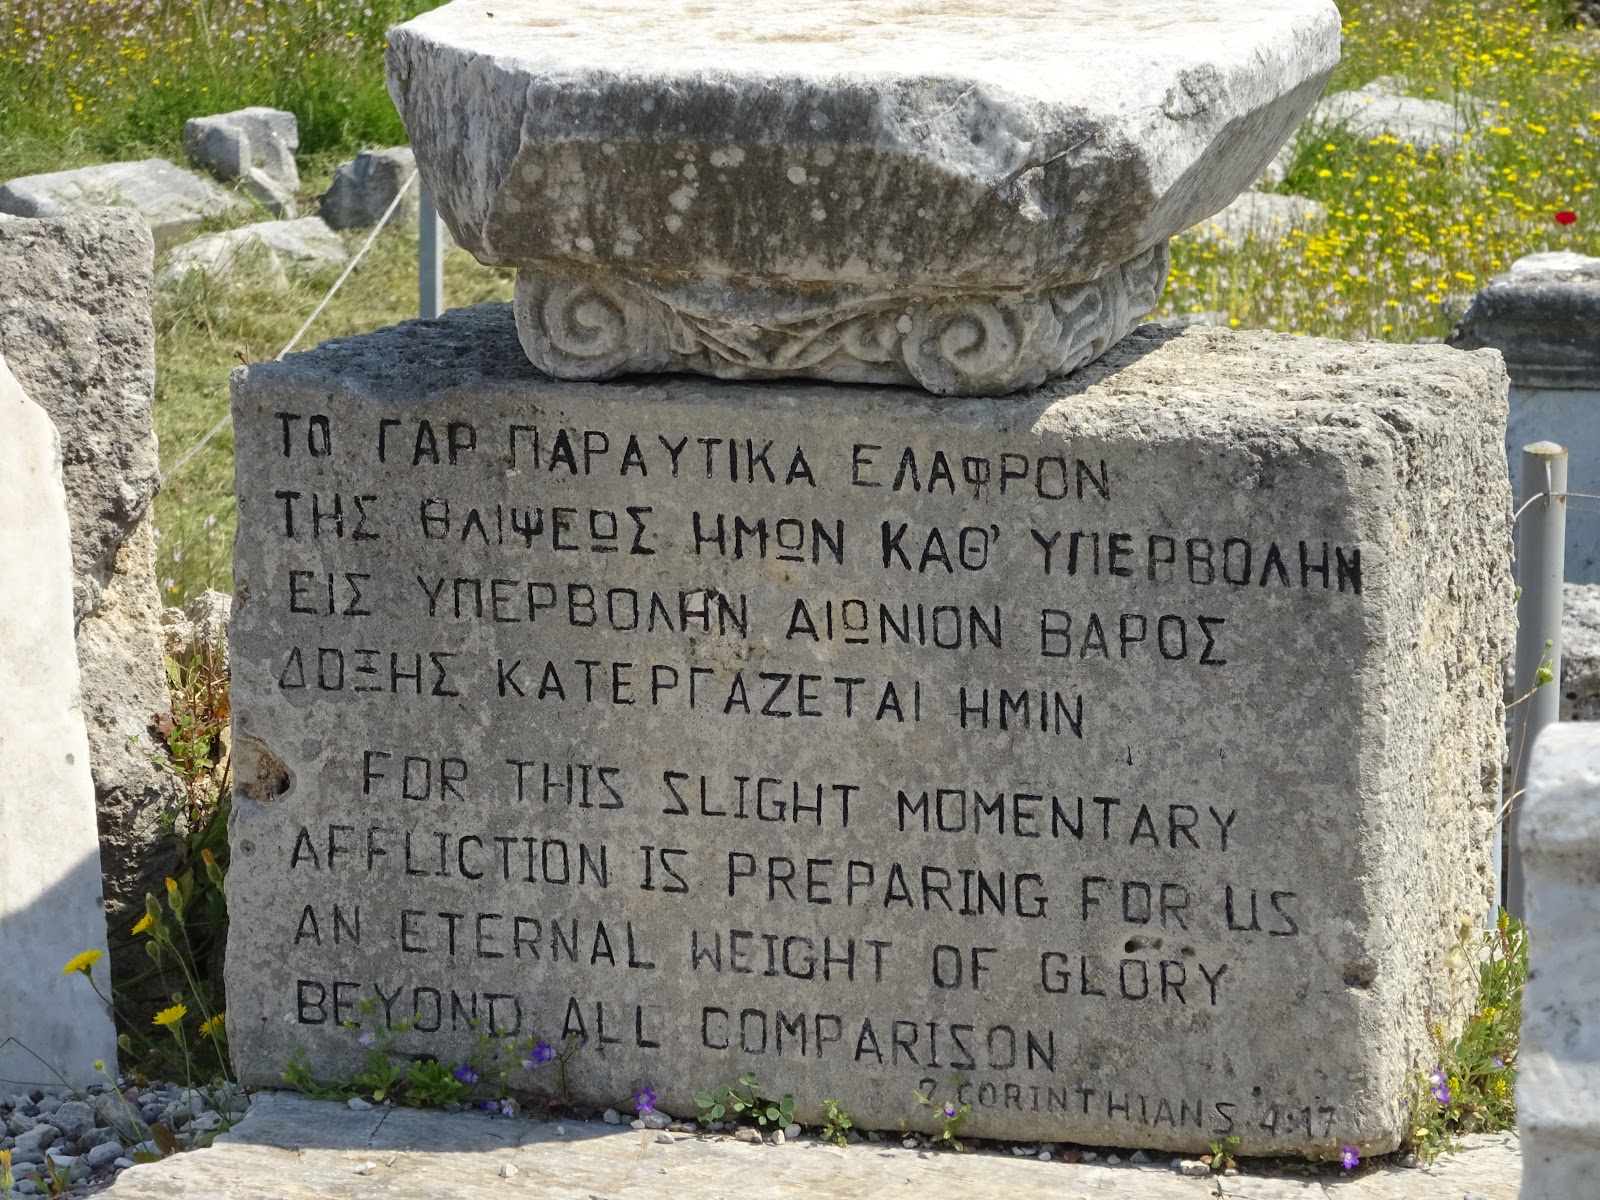 ΤΟ ΓΑΡ ΠΑΡΑΥΤΙΚΑ ΕΛΑΦΡΟΝ
ΤΗΣ ΘΛΙΨΕΩΣ ΗΜΩΝ ΚΑΘ' ΥΠΕΡΒΟΛΗΝ
ΕΙΣ ΥΠΕΡΒΟΛΗΝ ΑΙΩΝΙΟΝ ΒΑΡΟΣ
ΔΟΞΗΣ ΚΑΤΕΡΓΑΖΕΤΑΙ ΗΜΙΝ
FOR THIS SLIGHT MOMENTARY
AFFLICTION IS PREPARING FOR US
AN ETERNAL WEIGHT OF GLORY
BEYOND ALL COMPARISON
2 CORINTHIANS 4:17